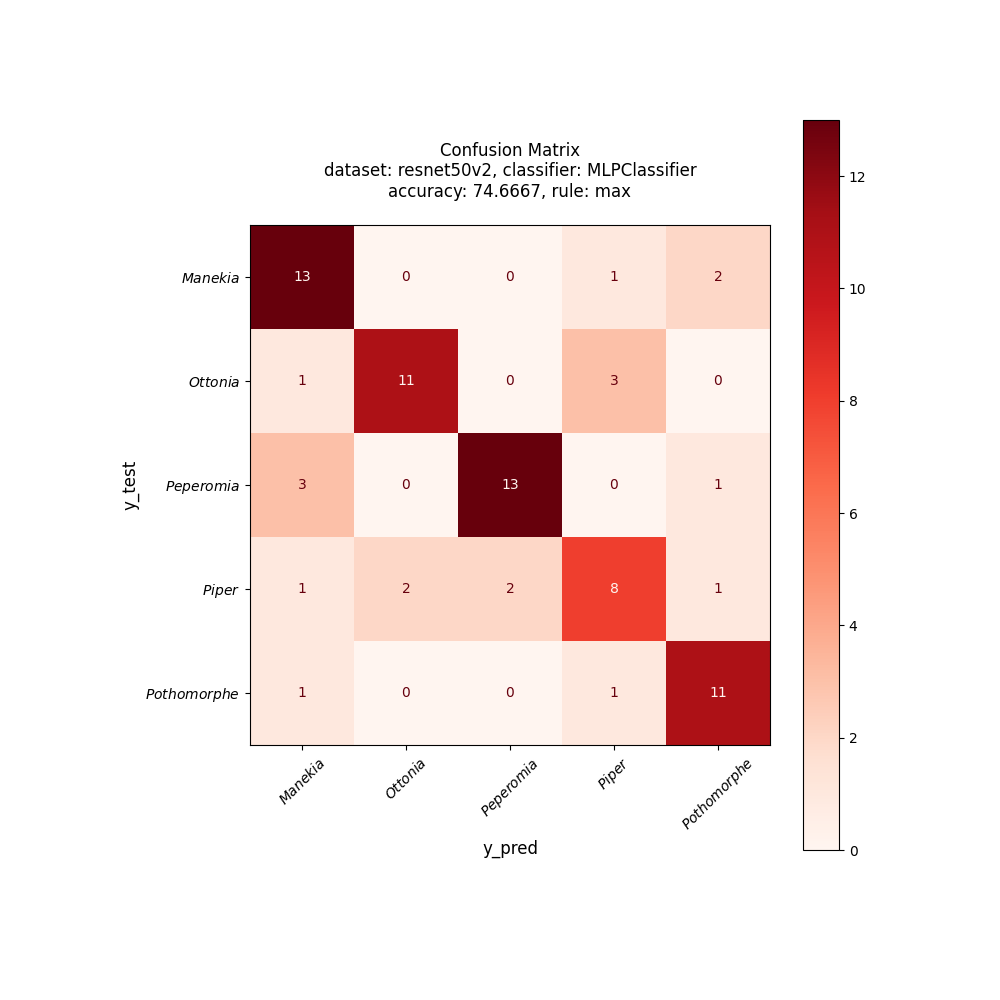 Confusion Matrix
dataset: resnet50v2, classifier: MLPClassifier
accuracy: 74.6667, rule: max
y_test
Manekia 13 0 0 1 2
Ottonia 1 11 0 3 0
Peperomia 3 0 13 0 1
Piper 1 2 2 8 1
Pothomorphe 1 0 0 1 11
Manekia Ottonia Peperomia Piper Pothomorphe
y_pred
12
10
8
6
4
2
0